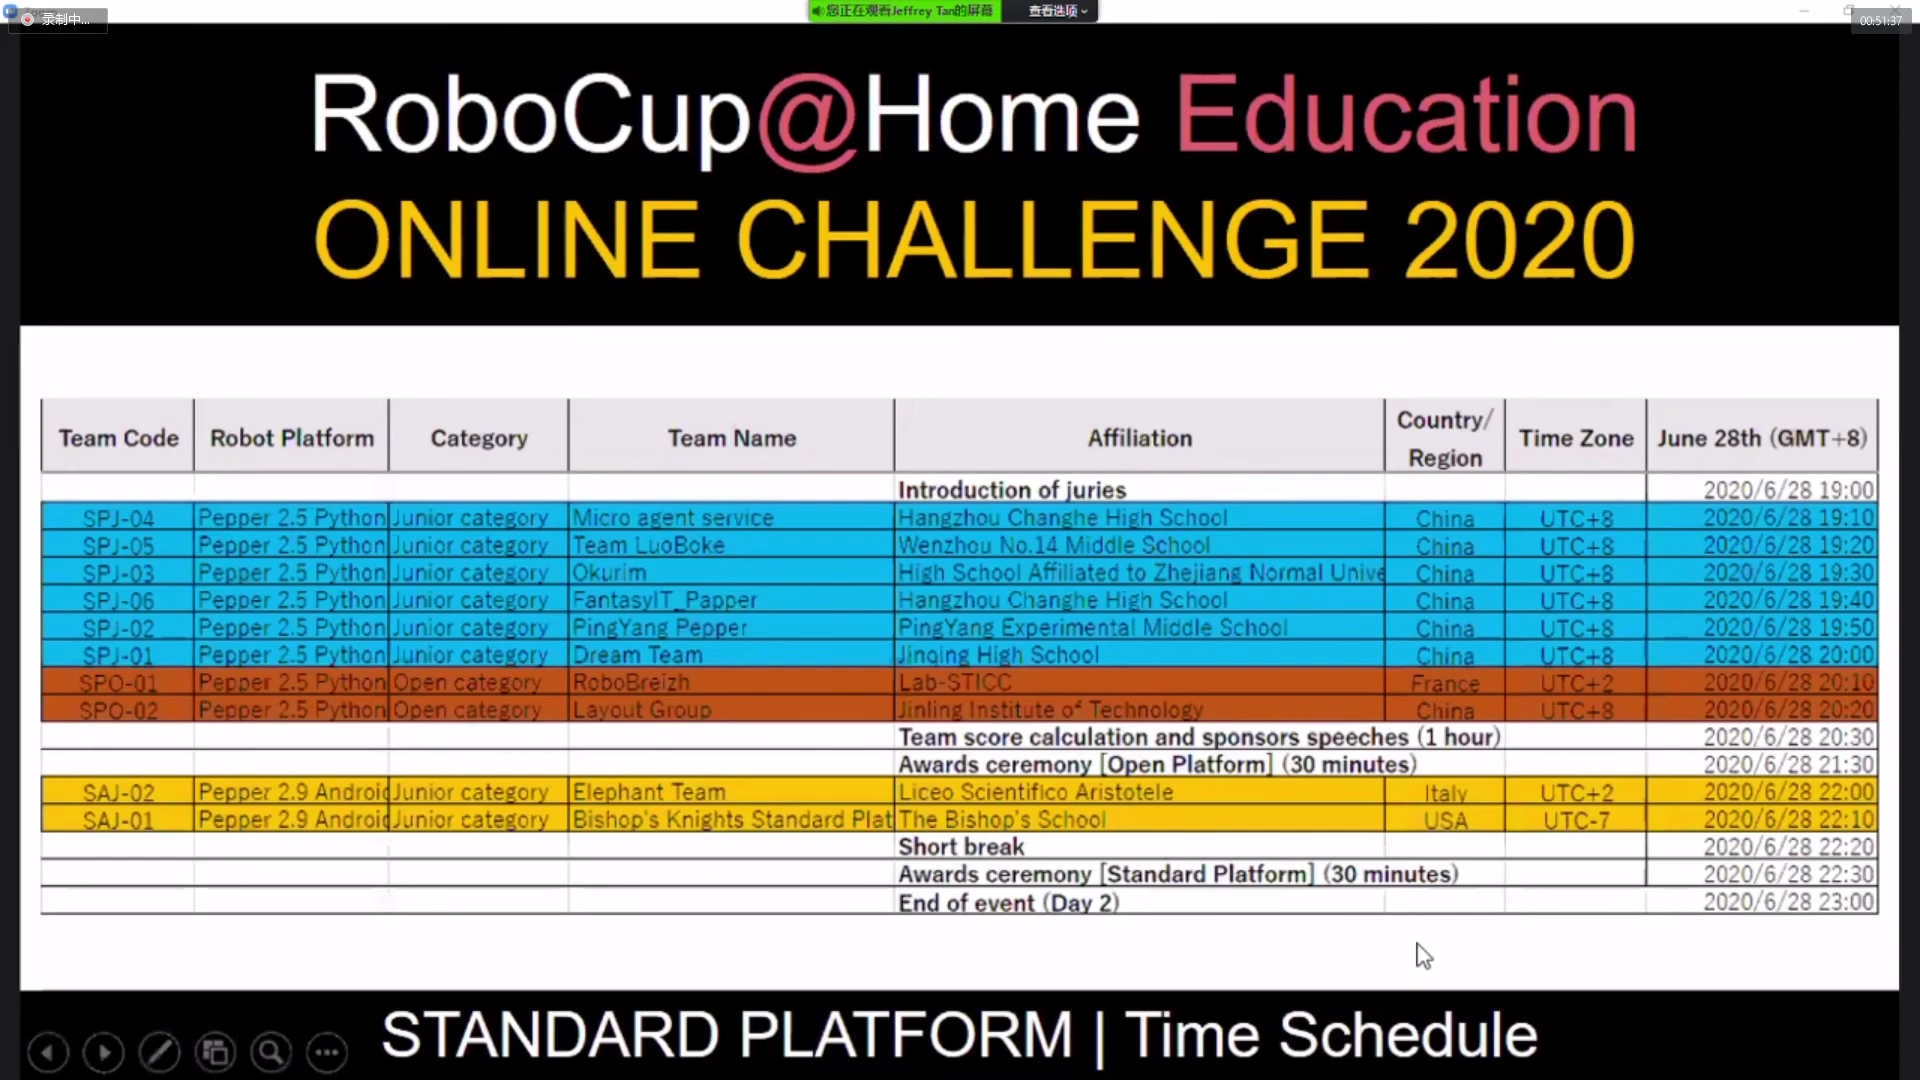 录制中...
您正在观看Jeffrey Tan的屏幕
查看选项
00:51:37
RoboCup@Home Education
ONLINE CHALLENGE 2020
Team Code Robot Platform Category Team Name Affiliation Country/ Region Time Zone June 28th (GMT+8)
Introduction of juries 2020/6/28 19:00
SPJ-04 Pepper 2.5 Python Junior category Micro agent service Hangzhou Changhe High School China UTC+8 2020/6/28 19:10
SPJ-05 Pepper 2.5 Python Junior category Team LuoBoke Wenzhou No.14 Middle School China UTC+8 2020/6/28 19:20
SPJ-03 Pepper 2.5 Python Junior category Okurim High School Affiliated to Zhejiang Normal Unive China UTC+8 2020/6/28 19:30
SPJ-06 Pepper 2.5 Python Junior category FantasyIT_Papper Hangzhou Changhe High School China UTC+8 2020/6/28 19:40
SPJ-02 Pepper 2.5 Python Junior category PingYang Pepper PingYang Experimental Middle School China UTC+8 2020/6/28 19:50
SPJ-01 Pepper 2.5 Python Junior category Dream Team Jinqing High School China UTC+8 2020/6/28 20:00
SPO-01 Pepper 2.5 Python Open category RoboBreizh Lab-STICC France UTC+2 2020/6/28 20:10
SPO-02 Pepper 2.5 Python Open category Layout Group Jinling Institute of Technology China UTC+8 2020/6/28 20:20
Team score calculation and sponsors speeches (1 hour) 2020/6/28 20:30
Awards ceremony [Open Platform] (30 minutes) 2020/6/28 21:30
SAJ-02 Pepper 2.9 Android Junior category Elephant Team Liceo Scientifico Aristotele Italy UTC+2 2020/6/28 22:00
SAJ-01 Pepper 2.9 Android Junior category Bishop's Knights Standard Plat The Bishop's School USA UTC-7 2020/6/28 22:10
Short break 2020/6/28 22:20
Awards ceremony [Standard Platform] (30 minutes) 2020/6/28 22:30
End of event (Day 2) 2020/6/28 23:00
STANDARD PLATFORM | Time Schedule